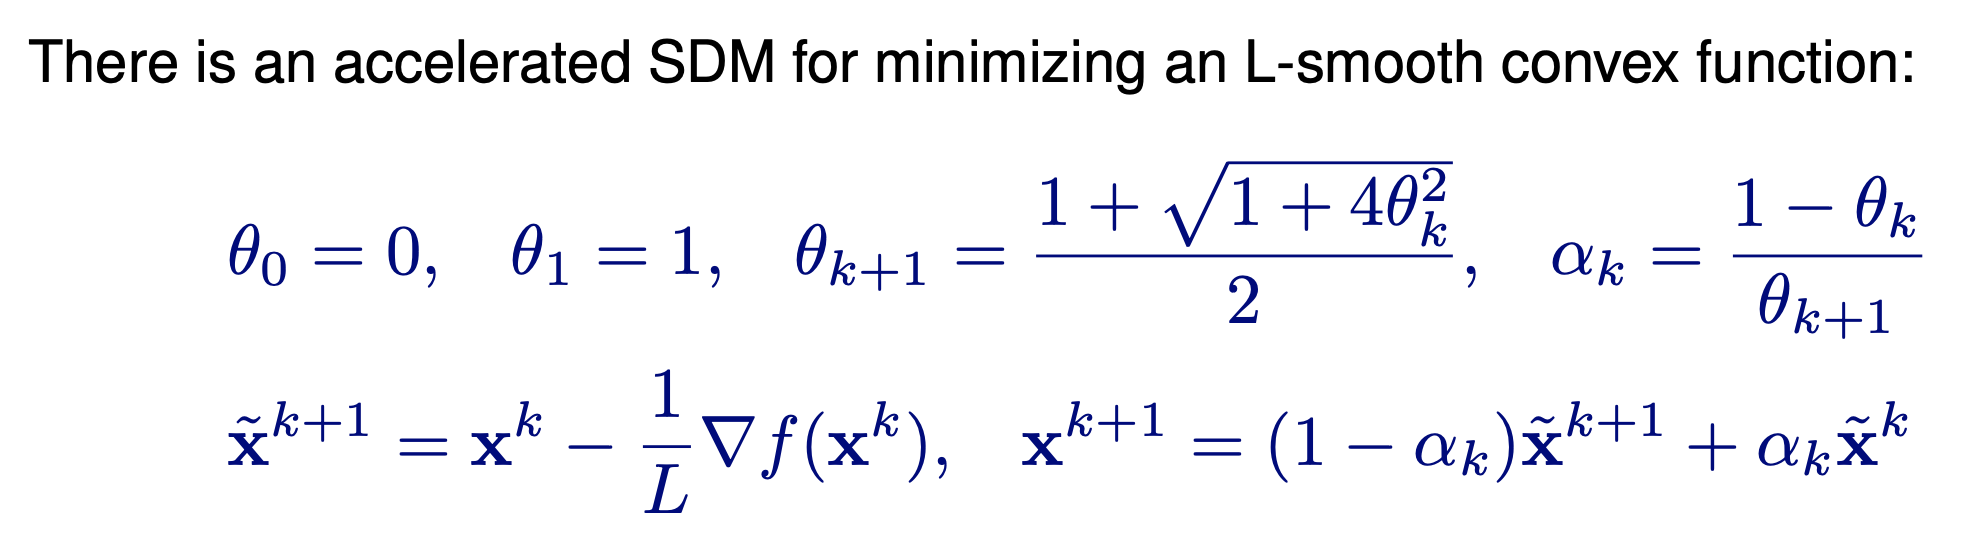 There is an accelerated SDM for minimizing an L-smooth convex function:
$\theta_0 = 0, \quad \theta_1 = 1, \quad \theta_{k+1} = \frac{1 + \sqrt{1 + 4\theta_k^2}}{2}, \quad \alpha_k = \frac{1 - \theta_k}{\theta_{k+1}}$
$\tilde{\mathbf{x}}^{k+1} = \mathbf{x}^k - \frac{1}{L} \nabla f(\mathbf{x}^k), \quad \mathbf{x}^{k+1} = (1 - \alpha_k)\tilde{\mathbf{x}}^{k+1} + \alpha_k \tilde{\mathbf{x}}^k$